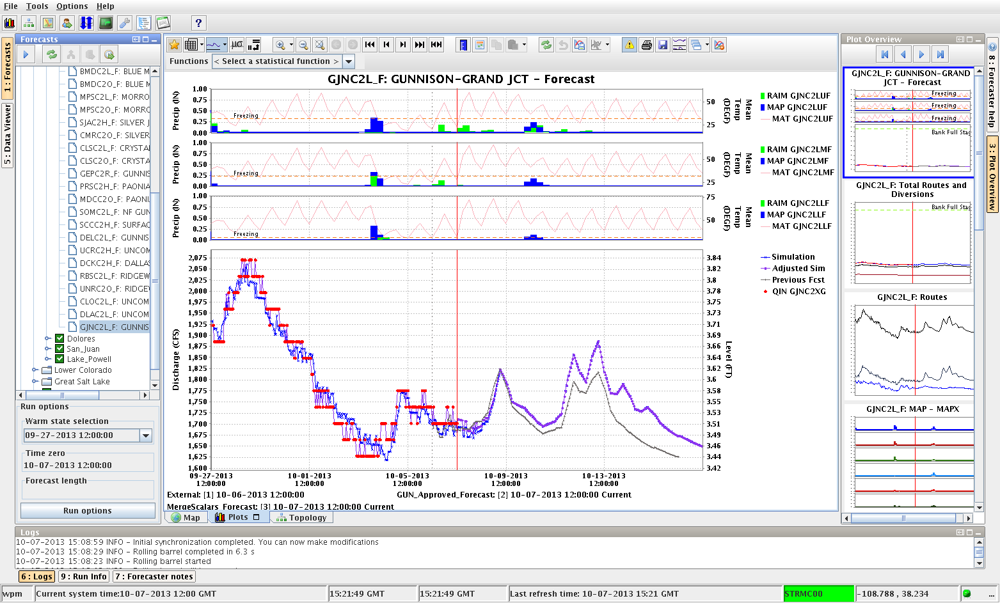 File Tools Options Help
?
1 : Forecasts
5 : Data Viewer
Forecasts
BMDC2L_F: BLUE M
BMDC2O_F: BLUE M
MPSC2L_F: MORRO
MPSC2O_F: MORRO
SJAC2H_F: SILVER J
CMRC2O_F: SILVER
CLSC2L_F: CRYSTA
CLSC2O_F: CRYSTA
GEPC2R_F: GUNNIS
PRSC2H_F: PAONIA
MDCC2O_F: PAONI
SOMC2L_F: NF GUN
SCCC2H_F: SURFAC
DELC2L_F: GUNNIS
UCRC2H_F: UNCOM
DCKC2H_F: DALLAS
RBSC2L_F: RIDGEW
UNRC2O_F: RIDGEW
CLOC2L_F: UNCOM
DLAC2L_F: UNCOM
GJNC2L_F: GUNNIS
Dolores
San_Juan
Lake_Powell
Lower Colorado
Great Salt Lake
Run options
Warm state selection
09-27-2013 12:00:00
Time zero
10-07-2013 12:00:00
Forecast length
Run options
Functions < Select a statistical function >
GJNC2L_F: GUNNISON-GRAND JCT - Forecast
Precip (IN)
1.00
0.75
0.50
0.25
0.00
Freezing
50
25
Mean Temp (DEGF)
RAIM GJNC2LUF
MAP GJNC2LUF
MAT GJNC2LUF
Precip (IN)
1.00
0.75
0.50
0.25
0.00
Freezing
50
25
Mean Temp (DEGF)
RAIM GJNC2LMF
MAP GJNC2LMF
MAT GJNC2LMF
Precip (IN)
1.00
0.75
0.50
0.25
0.00
Freezing
75
50
Mean Temp (DEGF)
RAIM GJNC2LLF
MAP GJNC2LLF
MAT GJNC2LLF
Discharge (CFS)
2,075
2,050
2,025
2,000
1,975
1,950
1,925
1,900
1,875
1,850
1,825
1,800
1,775
1,750
1,725
1,700
1,675
1,650
1,625
1,600
3.84
3.82
3.8
3.78
3.75
3.73
3.71
3.69
3.66
3.64
3.62
3.6
3.58
3.55
3.53
3.51
3.49
3.46
3.44
3.42
Level (FT)
Simulation
Adjusted Sim
Previous Fcst
QIN GJNC2XG
09-27-2013 10-01-2013 10-05-2013 10-09-2013 10-13-2013
12:00:00 12:00:00 12:00:00 12:00:00 12:00:00
External: [1] 10-06-2013 12:00:00 GUN_Approved_Forecast: [2] 10-07-2013 12:00:00 Current
MergeScalars_Forecast: [3] 10-07-2013 12:00:00 Current
Map Plots Topology
Plot Overview
GJNC2L_F: GUNNISON-GRAND
JCT - Forecast
Freezing
Freezing
Freezing
Bank Full Stag
GJNC2L_F: Total Routes and
Diversions
Bank Full Stag
GJNC2L_F: Routes
GJNC2L_F: MAP - MAPX
8 : Forecaster help
3 : Plot Overview
Logs
10-07-2013 15:08:59 INFO - Initial synchronization completed. You can now make modifications
10-07-2013 15:08:29 INFO - Rolling barrel completed in 6.3 s
10-07-2013 15:08:23 INFO - Rolling barrel started
6 : Logs 9 : Run Info 7 : Forecaster notes
wpm Current system time:10-07-2013 12:00 GMT 15:21:49 GMT 15:21:49 GMT Last refresh time: 10-07-2013 15:21 GMT STRMC00 -108.788 , 38.234 ...